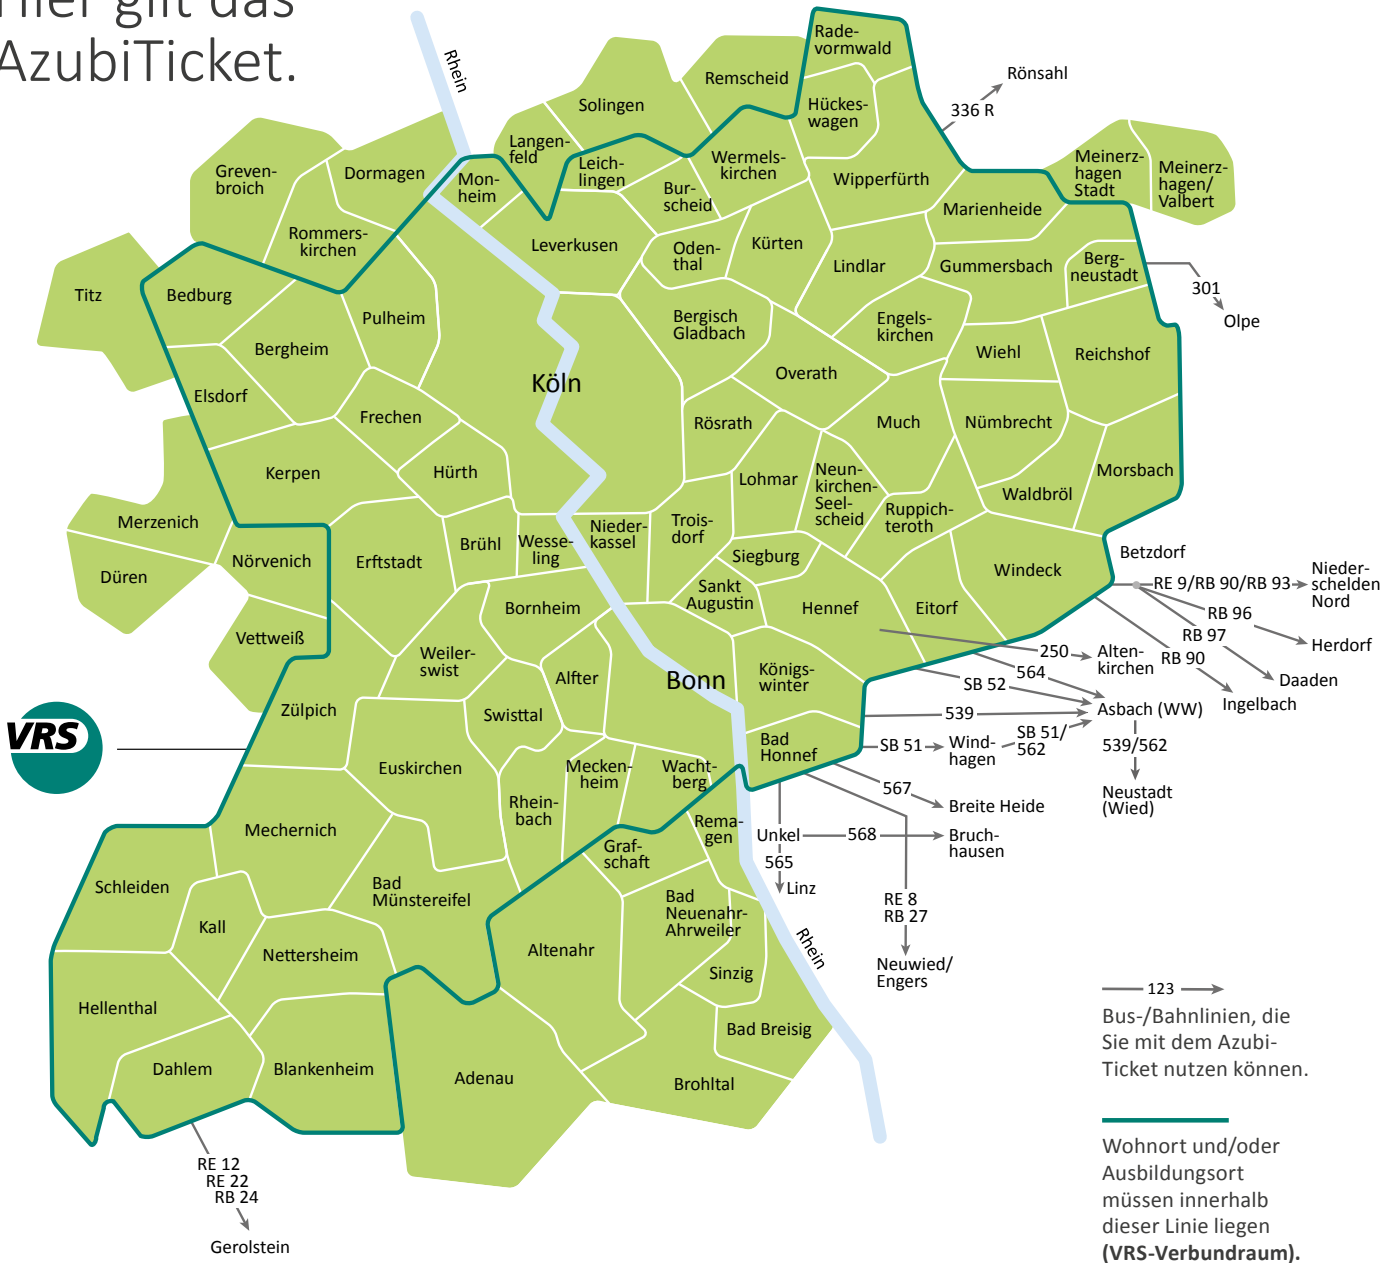 Hier gilt das
AzubiTicket.
Rhein
Rade-
vormwald
Rönsahl
336 R
Remscheid
Solingen
Hückes-
wagen
Langen-
feld
Leich-
lingen
Wermels-
kirchen
Meinerz-
hagen
Stadt
Meinerz-
hagen/
Valbert
Greven-
broich
Dormagen
Mon-
heim
Bur-
scheid
Wipperfürth
Marienheide
Rommers-
kirchen
Leverkusen
Oden-
thal
Kürten
Lindlar
Gummersbach
Berg-
neustadt
301
Olpe
Titz
Bedburg
Pulheim
Bergisch
Gladbach
Engels-
kirchen
Wiehl
Reichshof
Bergheim
Köln
Overath
Elsdorf
Frechen
Rösrath
Much
Nümbrecht
Kerpen
Hürth
Lohmar
Neun-
kirchen-
Seel-
scheid
Morsbach
Waldbröl
Ruppich-
teroth
Merzenich
Düren
Nörvenich
Erftstadt
Brühl
Wesse-
ling
Nieder-
kassel
Trois-
dorf
Siegburg
Windeck
Betzdorf
RE 9/RB 90/RB 93
Nieder-
schelden
Nord
RB 96
Herdorf
RB 97
Daaden
RB 90
Ingelbach
Sankt
Augustin
Hennef
Eitorf
Bornheim
Vettweiß
Weiler-
swist
Alfter
Bonn
Königs-
winter
250
Alten-
kirchen
564
SB 52
Asbach (WW)
539
VRS
Zülpich
Swisttal
Bad
Honnef
SB 51
Wind-
hagen
SB 51/
562
539/562
Neustadt
(Wied)
Euskirchen
Mecken-
heim
Wacht-
berg
Rhein-
bach
567
Breite Heide
Mechernich
Rema-
gen
Unkel
568
Bruch-
hausen
565
Linz
Graf-
schaft
Schleiden
Bad
Münstereifel
Bad
Neuenahr-
Ahrweiler
RE 8
RB 27
Neuwied/
Engers
Kall
Nettersheim
Altenahr
Rhein
Sinzig
Hellenthal
Bad Breisig
Dahlem
Blankenheim
Adenau
Brohltal
RE 12
RE 22
RB 24
Gerolstein
123
Bus-/Bahnlinien, die
Sie mit dem Azubi-
Ticket nutzen können.
Wohnort und/oder
Ausbildungsort
müssen innerhalb
dieser Linie liegen
(VRS-Verbundraum).